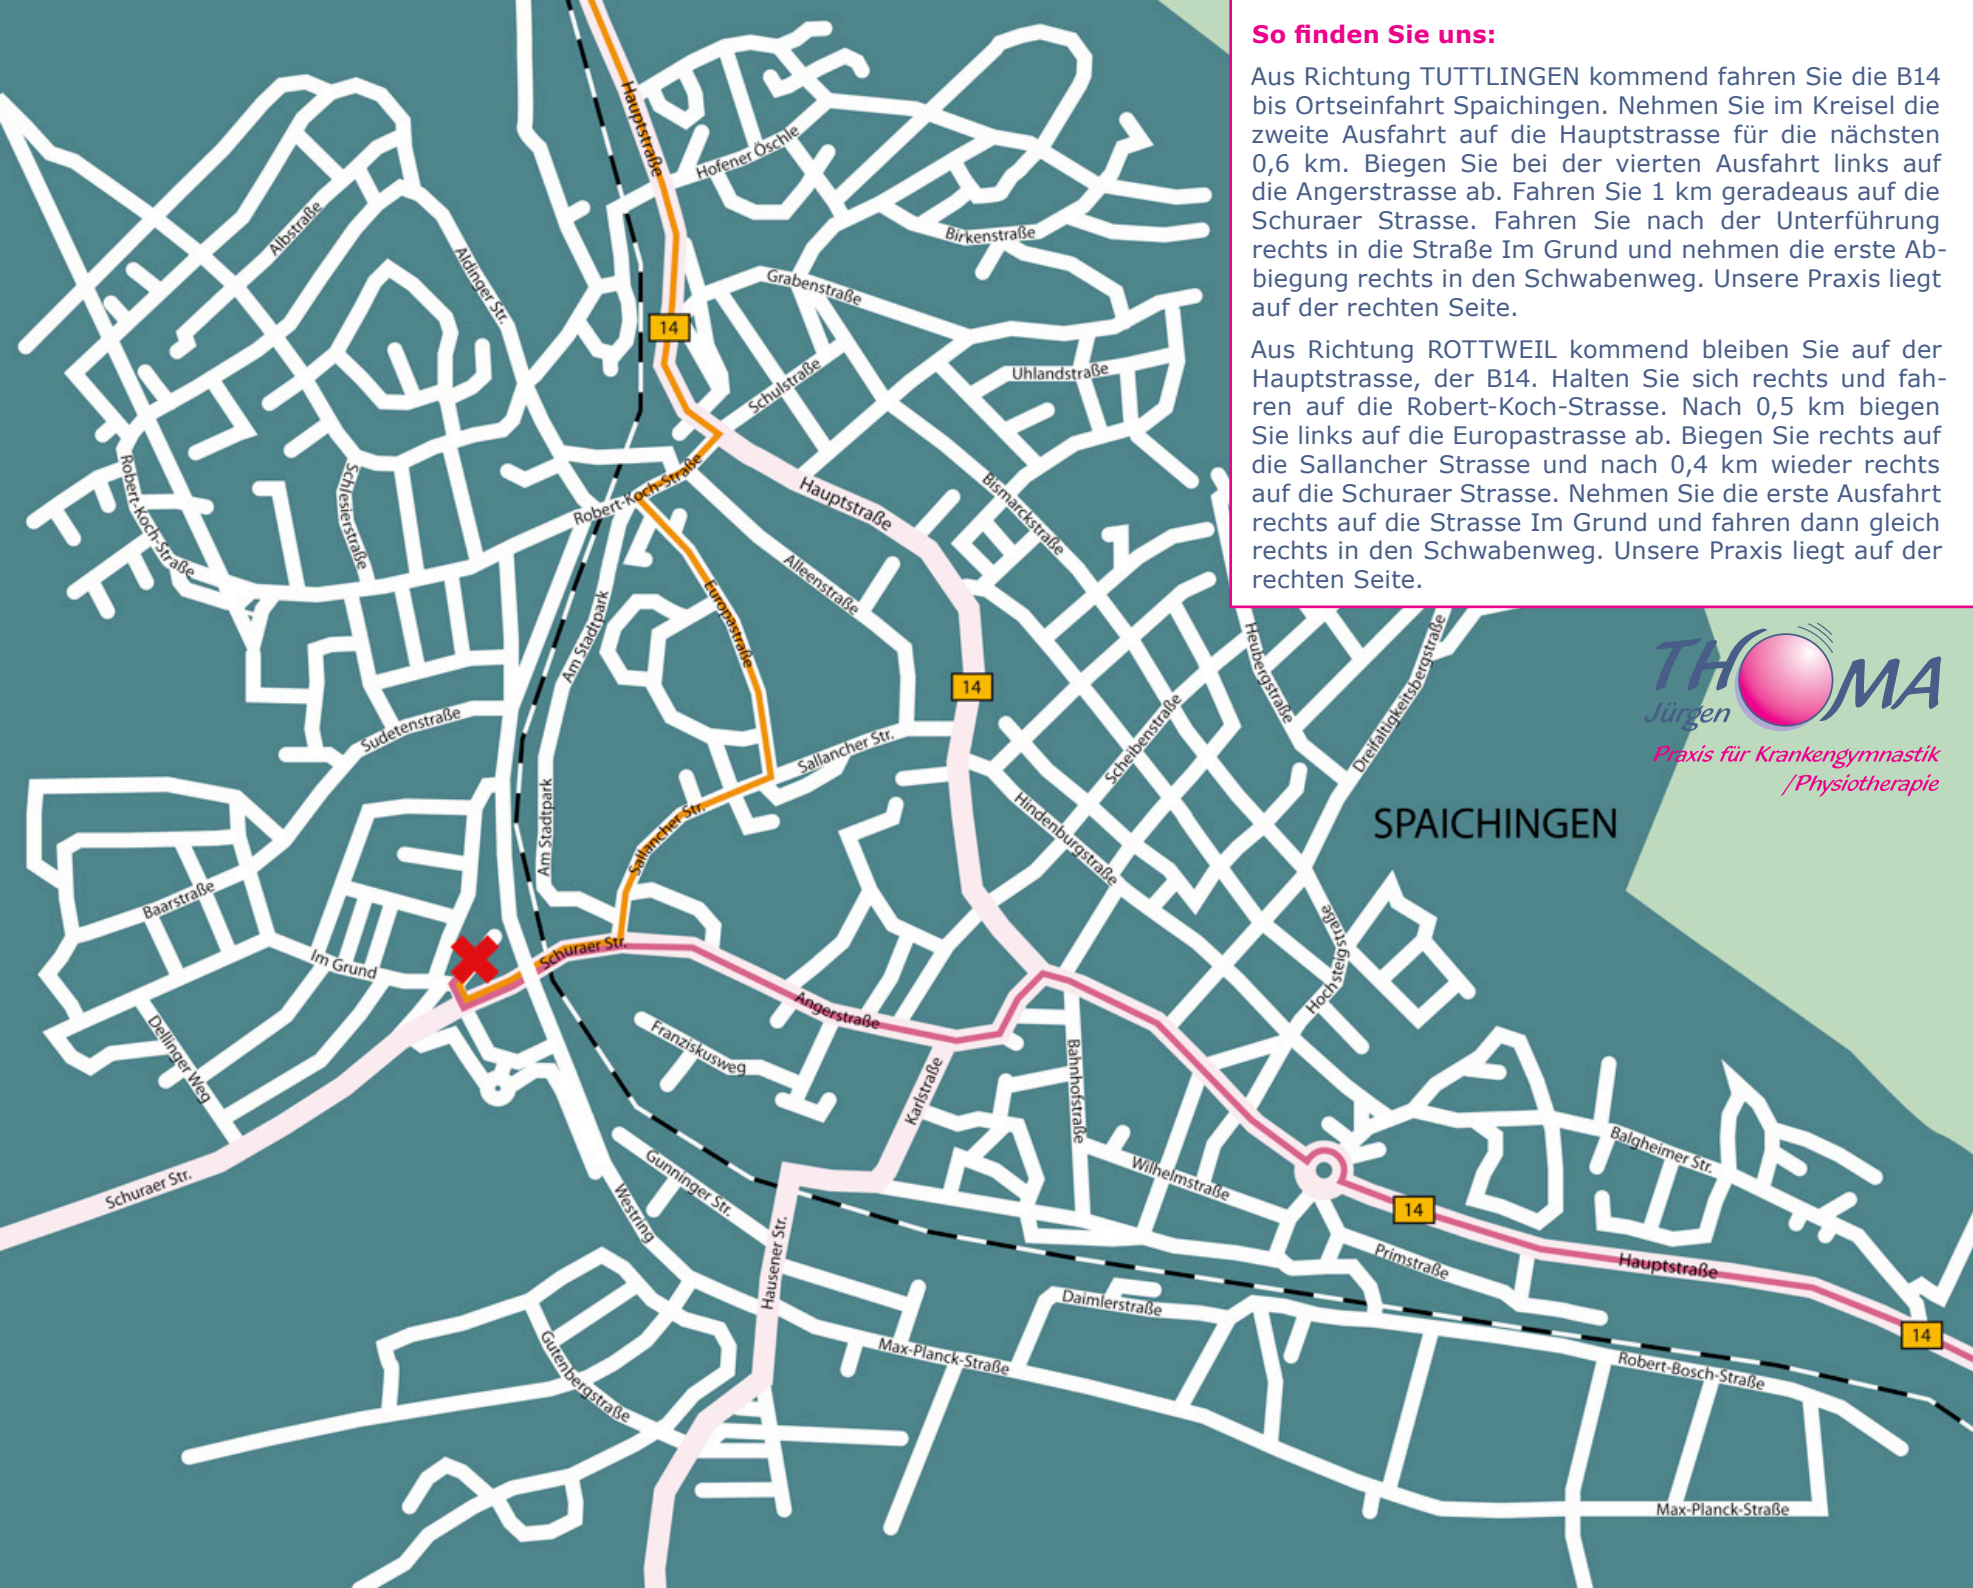 So finden Sie uns:
Aus Richtung TUTTLINGEN kommend fahren Sie die B14
bis Ortseinfahrt Spaichingen. Nehmen Sie im Kreisel die
zweite Ausfahrt auf die Hauptstrasse für die nächsten
0,6 km. Biegen Sie bei der vierten Ausfahrt links auf
die Angerstrasse ab. Fahren Sie 1 km geradeaus auf die
Schuraer Strasse. Fahren Sie nach der Unterführung
rechts in die Straße Im Grund und nehmen die erste Ab-
biegung rechts in den Schwabenweg. Unsere Praxis liegt
auf der rechten Seite.
Aus Richtung ROTTWEIL kommend bleiben Sie auf der
Hauptstrasse, der B14. Halten Sie sich rechts und fah-
ren auf die Robert-Koch-Strasse. Nach 0,5 km biegen
Sie links auf die Europastrasse ab. Biegen Sie rechts auf
die Sallancher Strasse und nach 0,4 km wieder rechts
auf die Schuraer Strasse. Nehmen Sie die erste Ausfahrt
rechts auf die Strasse Im Grund und fahren dann gleich
rechts in den Schwabenweg. Unsere Praxis liegt auf der
rechten Seite.
THOMA
Jürgen
Praxis für Krankengymnastik
/Physiotherapie
SPAICHINGEN
Hauptstraße
Hofener Öschle
Albstraße
Aldinger Str.
Birkenstraße
Grabenstraße
14
Schulstraße
Uhlandstraße
Robert-Koch-Straße
Schlesierstraße
Robert-Koch-Straße
Hauptstraße
Bismarckstraße
Alleenstraße
Europastraße
Am Stadtpark
Heubergstraße
Dreifaltigkeitsbergstraße
14
Sudetenstraße
Sallancher Str.
Scheibenstraße
Am Stadtpark
Sallancher Str.
Hindenburgstraße
Baarstraße
Hochsteigstraße
Im Grund
Schuraer Str.
Angerstraße
Franziskusweg
Dellinger Weg
Karlstraße
Bahnhofstraße
Balgheimer Str.
Wilhelmstraße
Schuraer Str.
Gunninger Str.
Westring
14
Hausener Str.
Primstraße
Hauptstraße
Daimlerstraße
14
Gutenbergstraße
Max-Planck-Straße
Robert-Bosch-Straße
Max-Planck-Straße